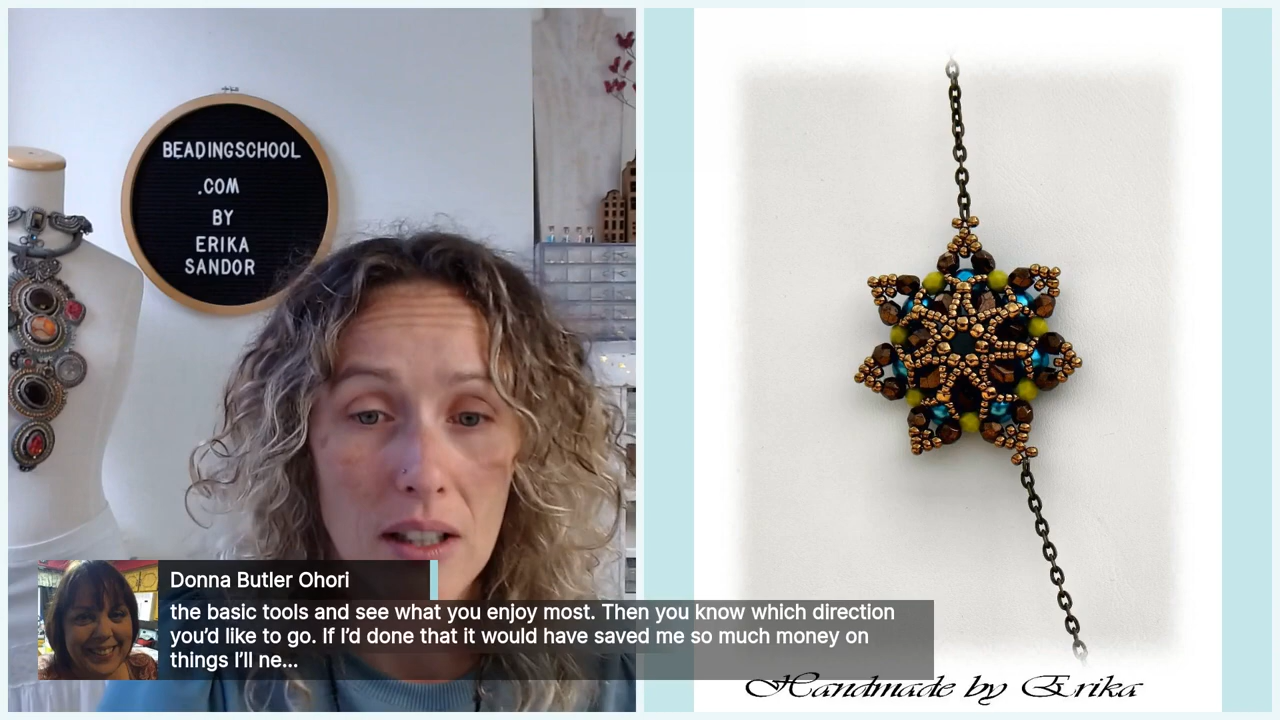 BEADINGSCHOOL
.COM
BY
ERIKA
SANDOR
Donna Butler Ohori
the basic tools and see what you enjoy most. Then you know which direction
you'd like to go. If I'd done that it would have saved me so much money on
things I'll ne...
Handmade by Erika